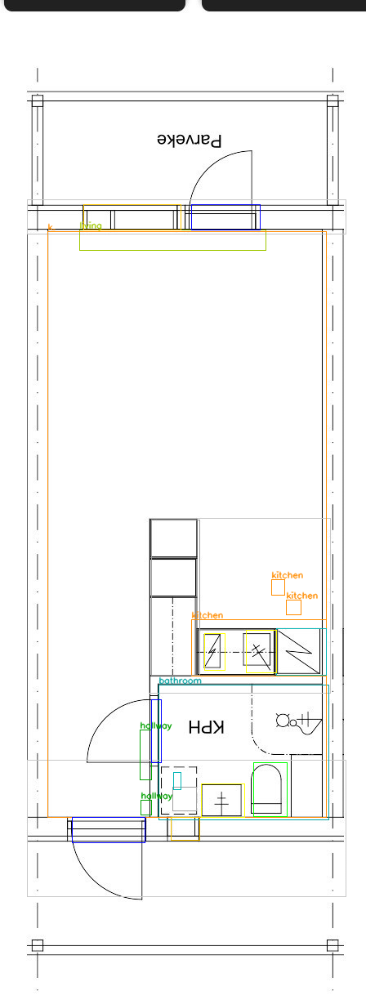 Parveke
k
living
kitchen
kitchen
kitchen
bathroom
hallway
KPH
hallway